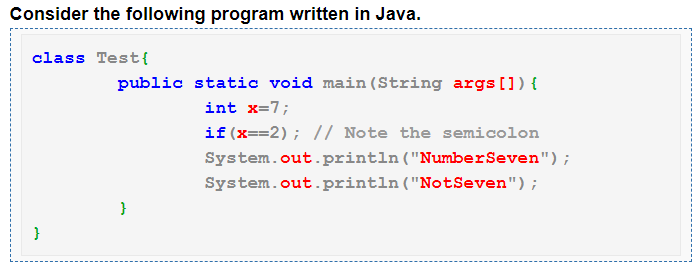 Consider the following program written in Java.
class Test{
public static void main(String args[]){
int x=7;
if(x==2); // Note the semicolon
System.out.println("NumberSeven");
System.out.println("NotSeven");
}
}